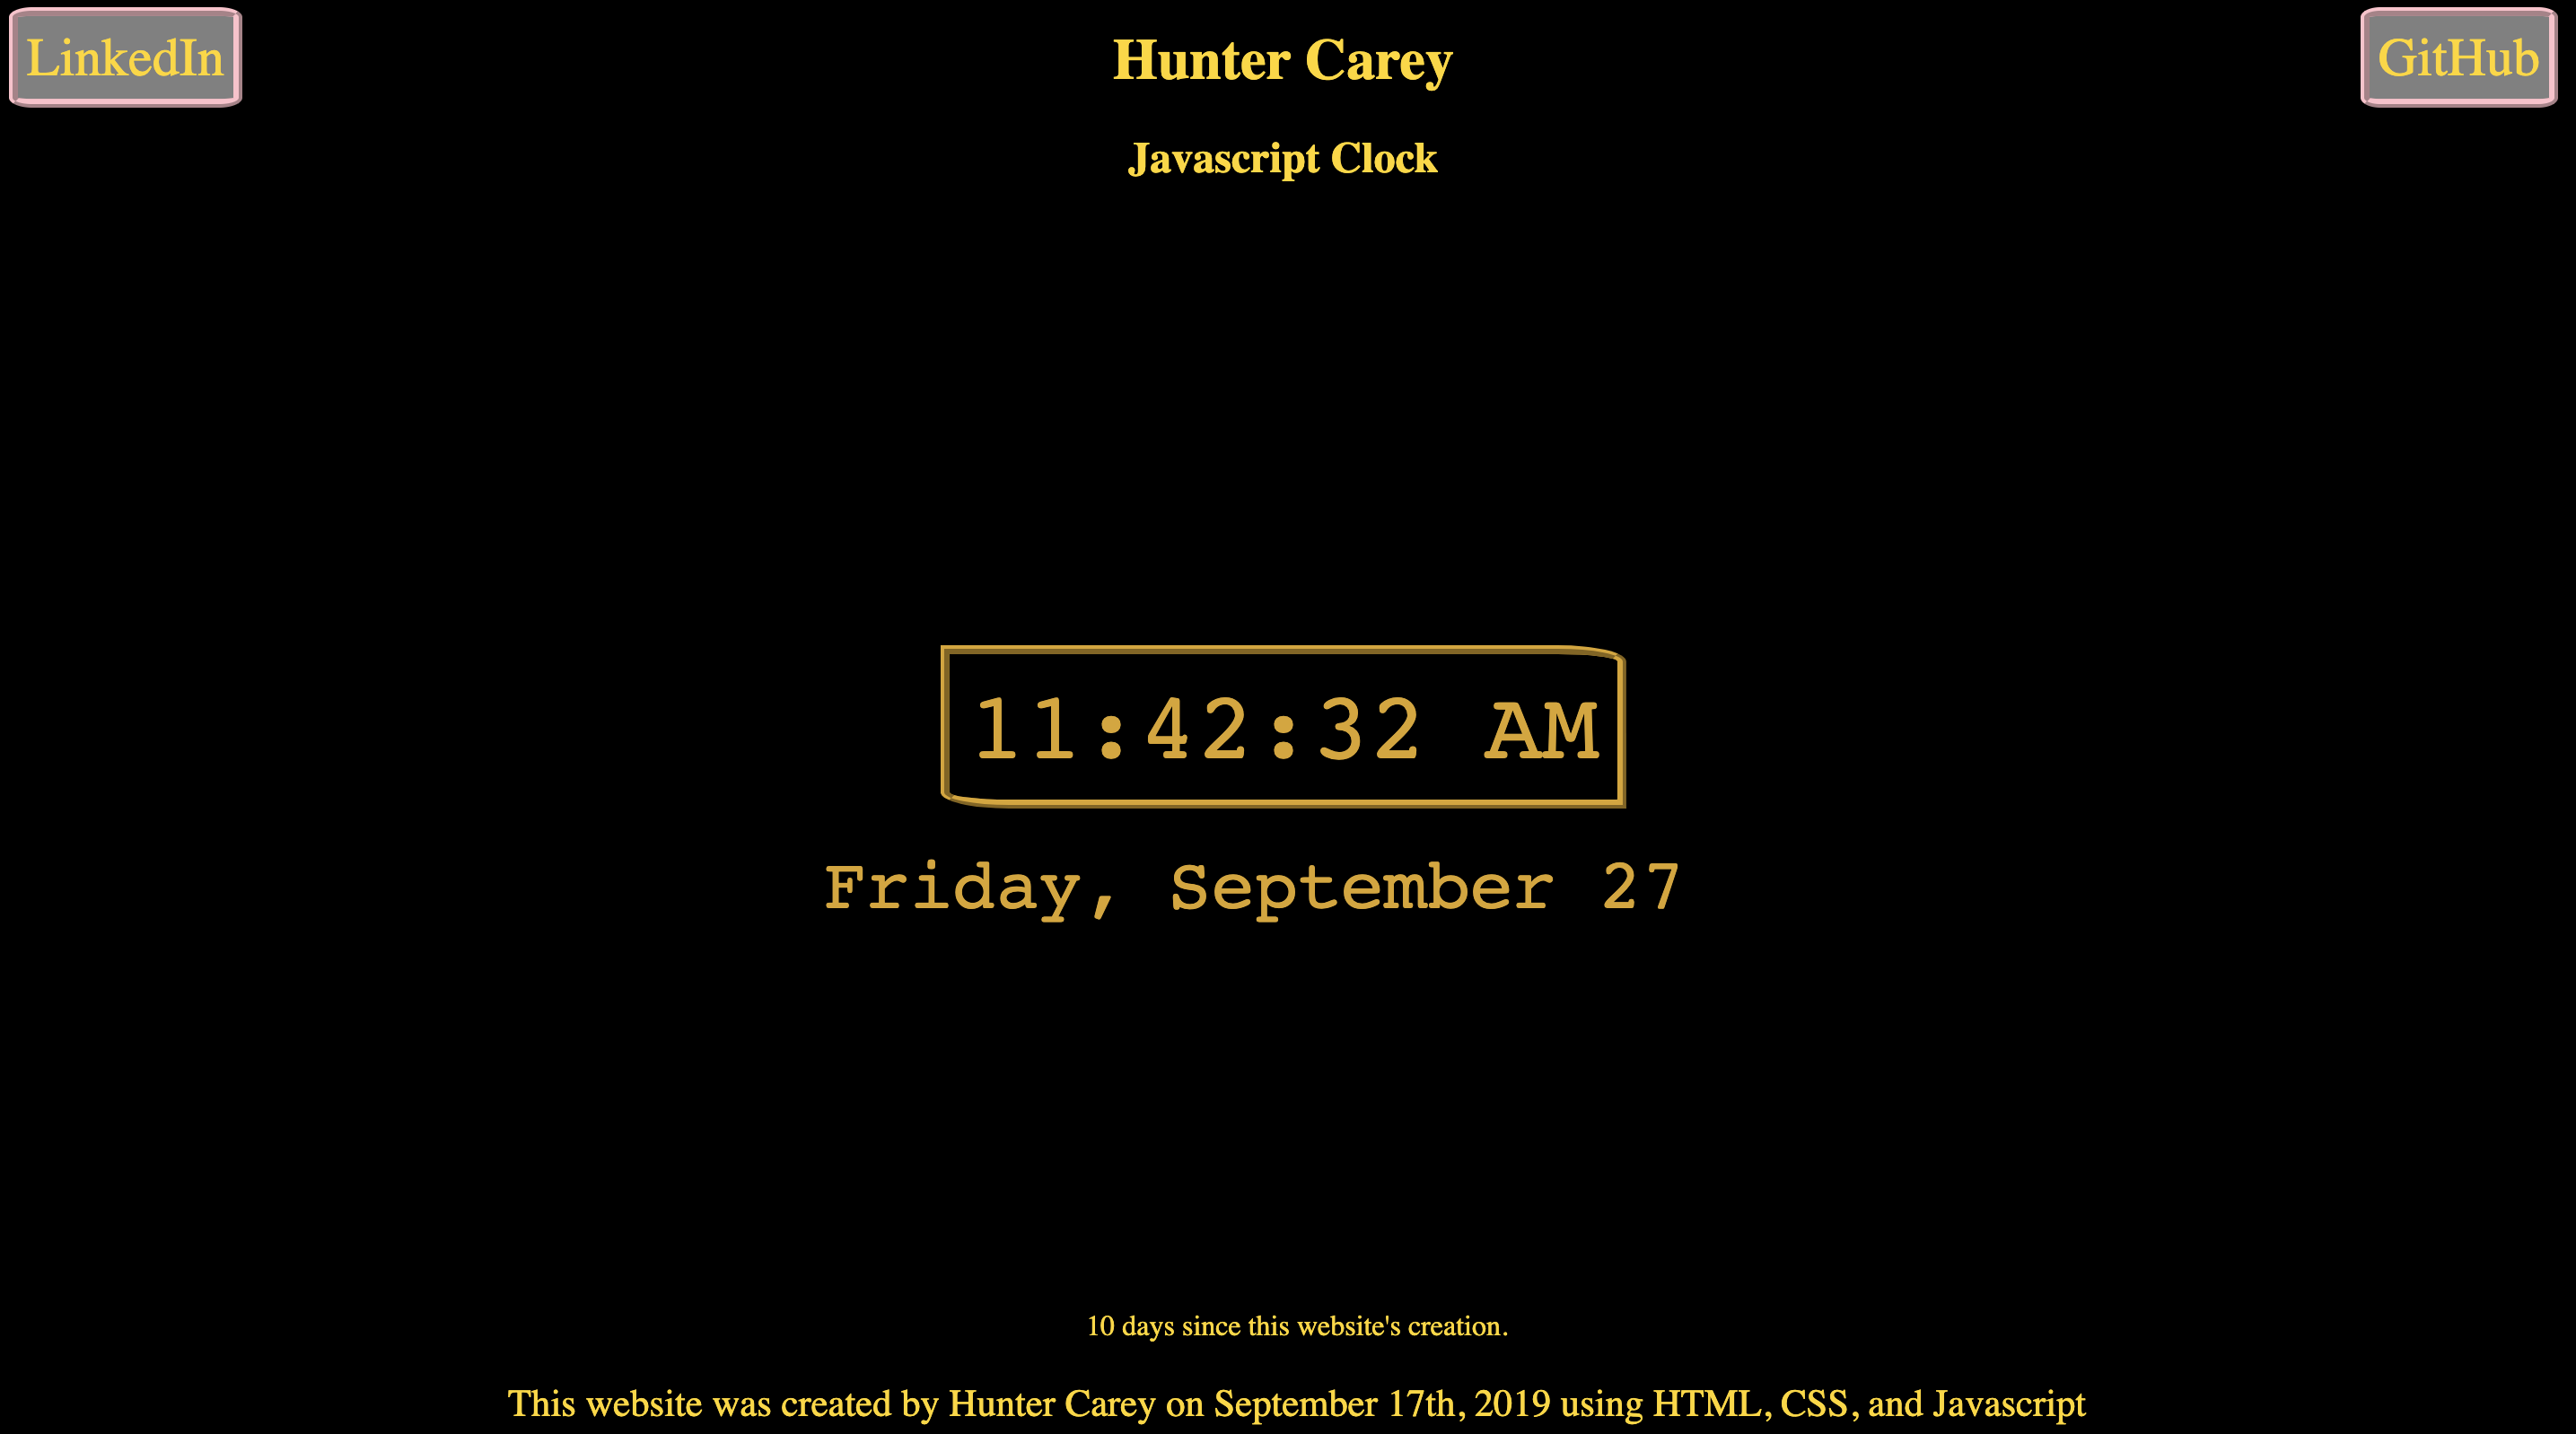 LinkedIn
Hunter Carey
GitHub
Javascript Clock
11:42:32 AM
Friday, September 27
10 days since this website's creation.
This website was created by Hunter Carey on September 17th, 2019 using HTML, CSS, and Javascript